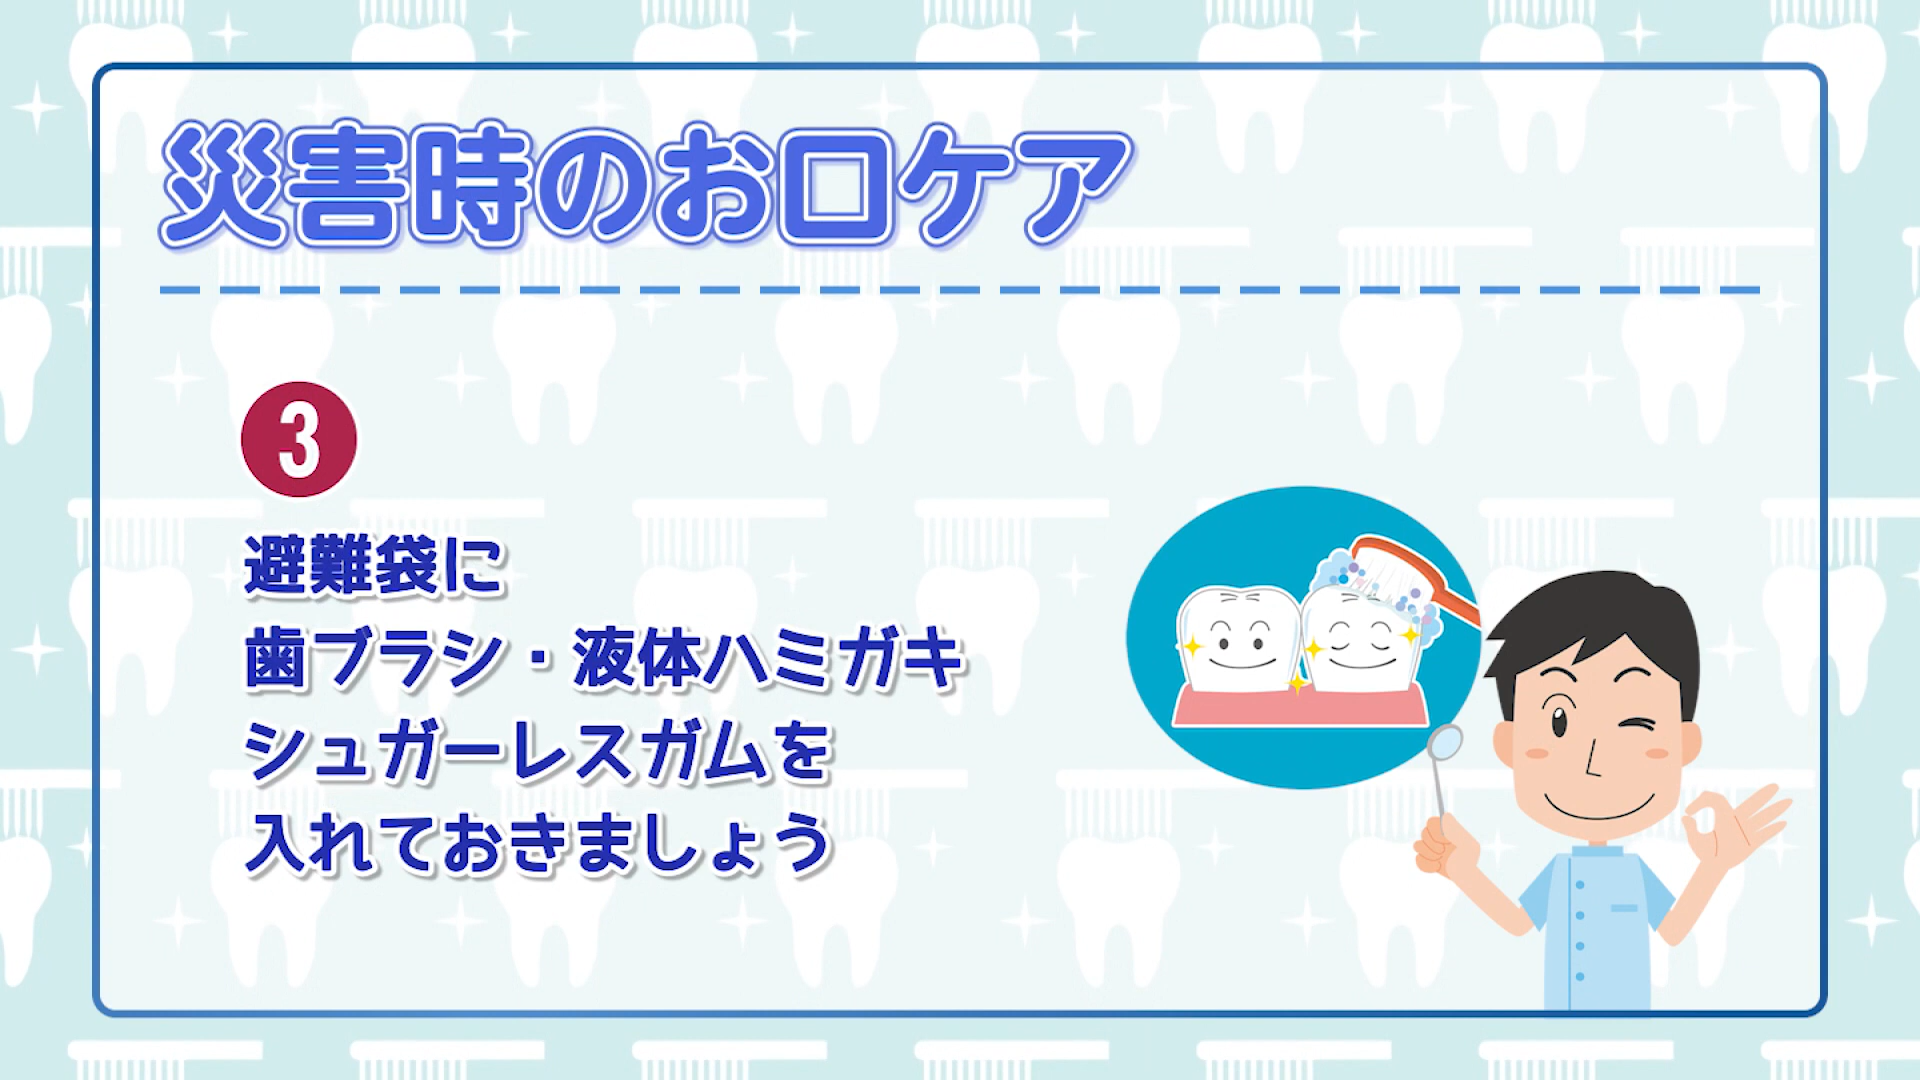 災害時のお口ケア
3
避難袋に
歯ブラシ・液体ハミガキ
シュガーレスガムを
入れておきましょう